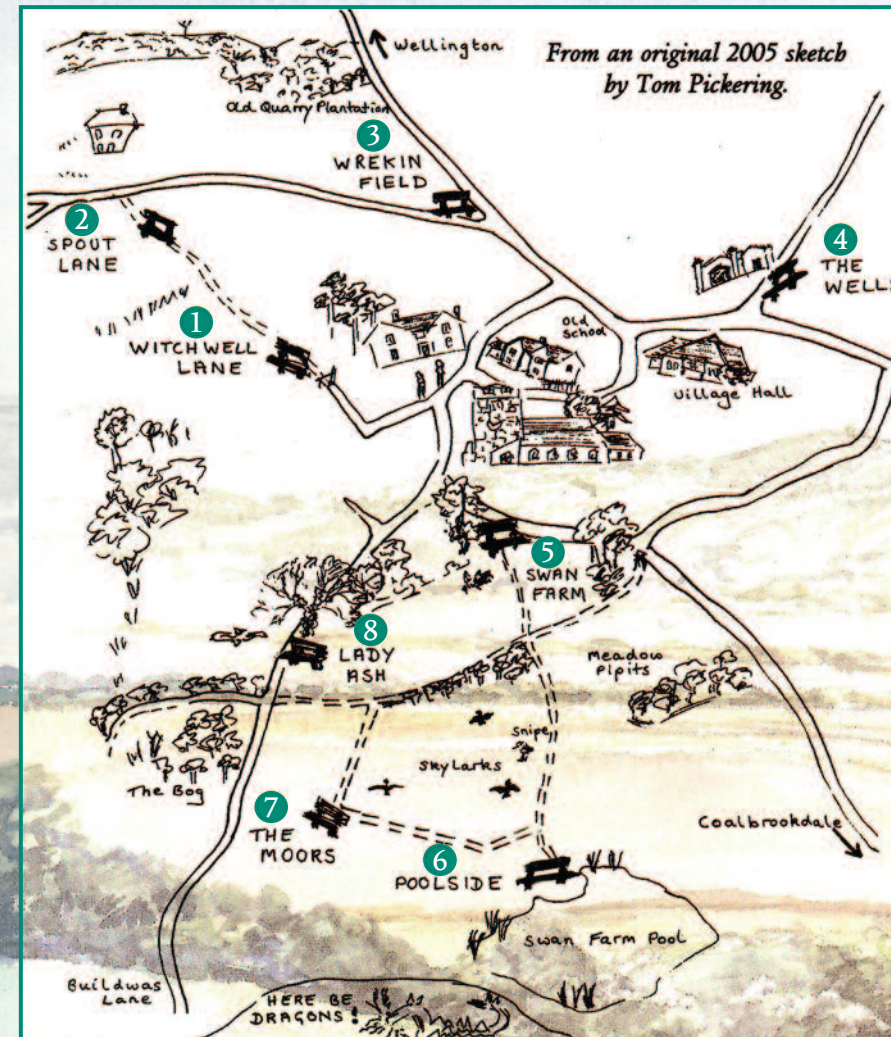 Wellington
From an original 2005 sketch
by Tom Pickering.
Old Quarry Plantation
3
WREKIN
FIELD
2
SPOUT
LANE
4
THE
WELLS
1
WITCHWELL
LANE
Old
School
Village Hall
5
SWAN
FARM
8
LADY
ASH
Meadow
Pipits
Snipe
Skylarks
The Bog
7
THE
MOORS
Coalbrookdale
6
POOLSIDE
Swan Farm Pool
Buildwas
Lane
HERE BE
DRAGONS!